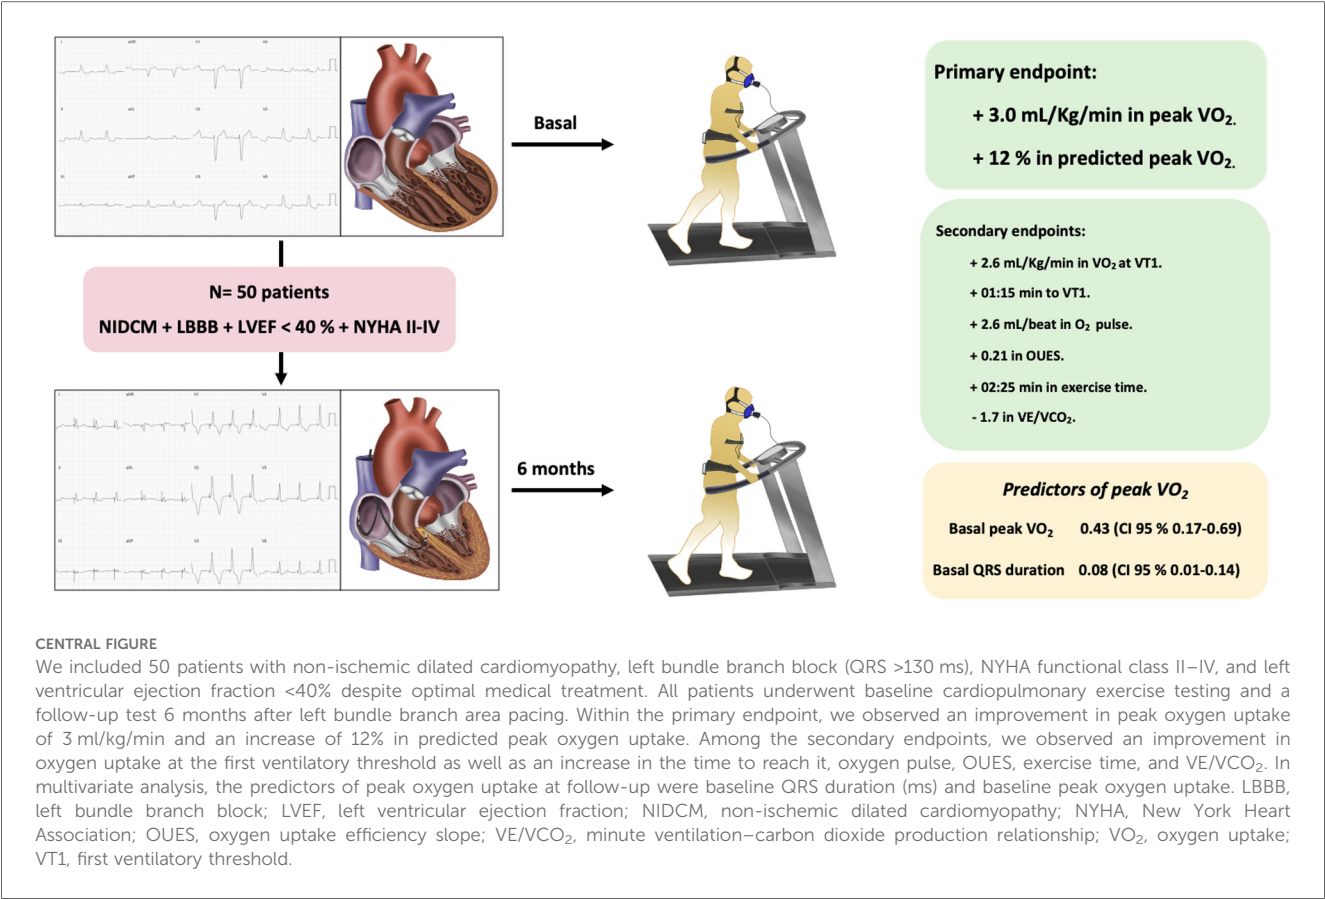 Basal
N= 50 patients
NIDCM + LBBB + LVEF < 40 % + NYHA II-IV
6 months
Primary endpoint:
+ 3.0 mL/Kg/min in peak VO₂.
+ 12 % in predicted peak VO₂.
Secondary endpoints:
+ 2.6 mL/Kg/min in VO₂ at VT1.
+ 01:15 min to VT1.
+ 2.6 mL/beat in O₂ pulse.
+ 0.21 in OUES.
+ 02:25 min in exercise time.
- 1.7 in VE/VCO₂.
Predictors of peak VO₂
Basal peak VO₂ 0.43 (CI 95 % 0.17-0.69)
Basal QRS duration 0.08 (CI 95 % 0.01-0.14)
CENTRAL FIGURE
We included 50 patients with non-ischemic dilated cardiomyopathy, left bundle branch block (QRS >130 ms), NYHA functional class II–IV, and left
ventricular ejection fraction <40% despite optimal medical treatment. All patients underwent baseline cardiopulmonary exercise testing and a
follow-up test 6 months after left bundle branch area pacing. Within the primary endpoint, we observed an improvement in peak oxygen uptake
of 3 ml/kg/min and an increase of 12% in predicted peak oxygen uptake. Among the secondary endpoints, we observed an improvement in
oxygen uptake at the first ventilatory threshold as well as an increase in the time to reach it, oxygen pulse, OUES, exercise time, and VE/VCO₂. In
multivariate analysis, the predictors of peak oxygen uptake at follow-up were baseline QRS duration (ms) and baseline peak oxygen uptake. LBBB,
left bundle branch block; LVEF, left ventricular ejection fraction; NIDCM, non-ischemic dilated cardiomyopathy; NYHA, New York Heart
Association; OUES, oxygen uptake efficiency slope; VE/VCO₂, minute ventilation–carbon dioxide production relationship; VO₂, oxygen uptake;
VT1, first ventilatory threshold.